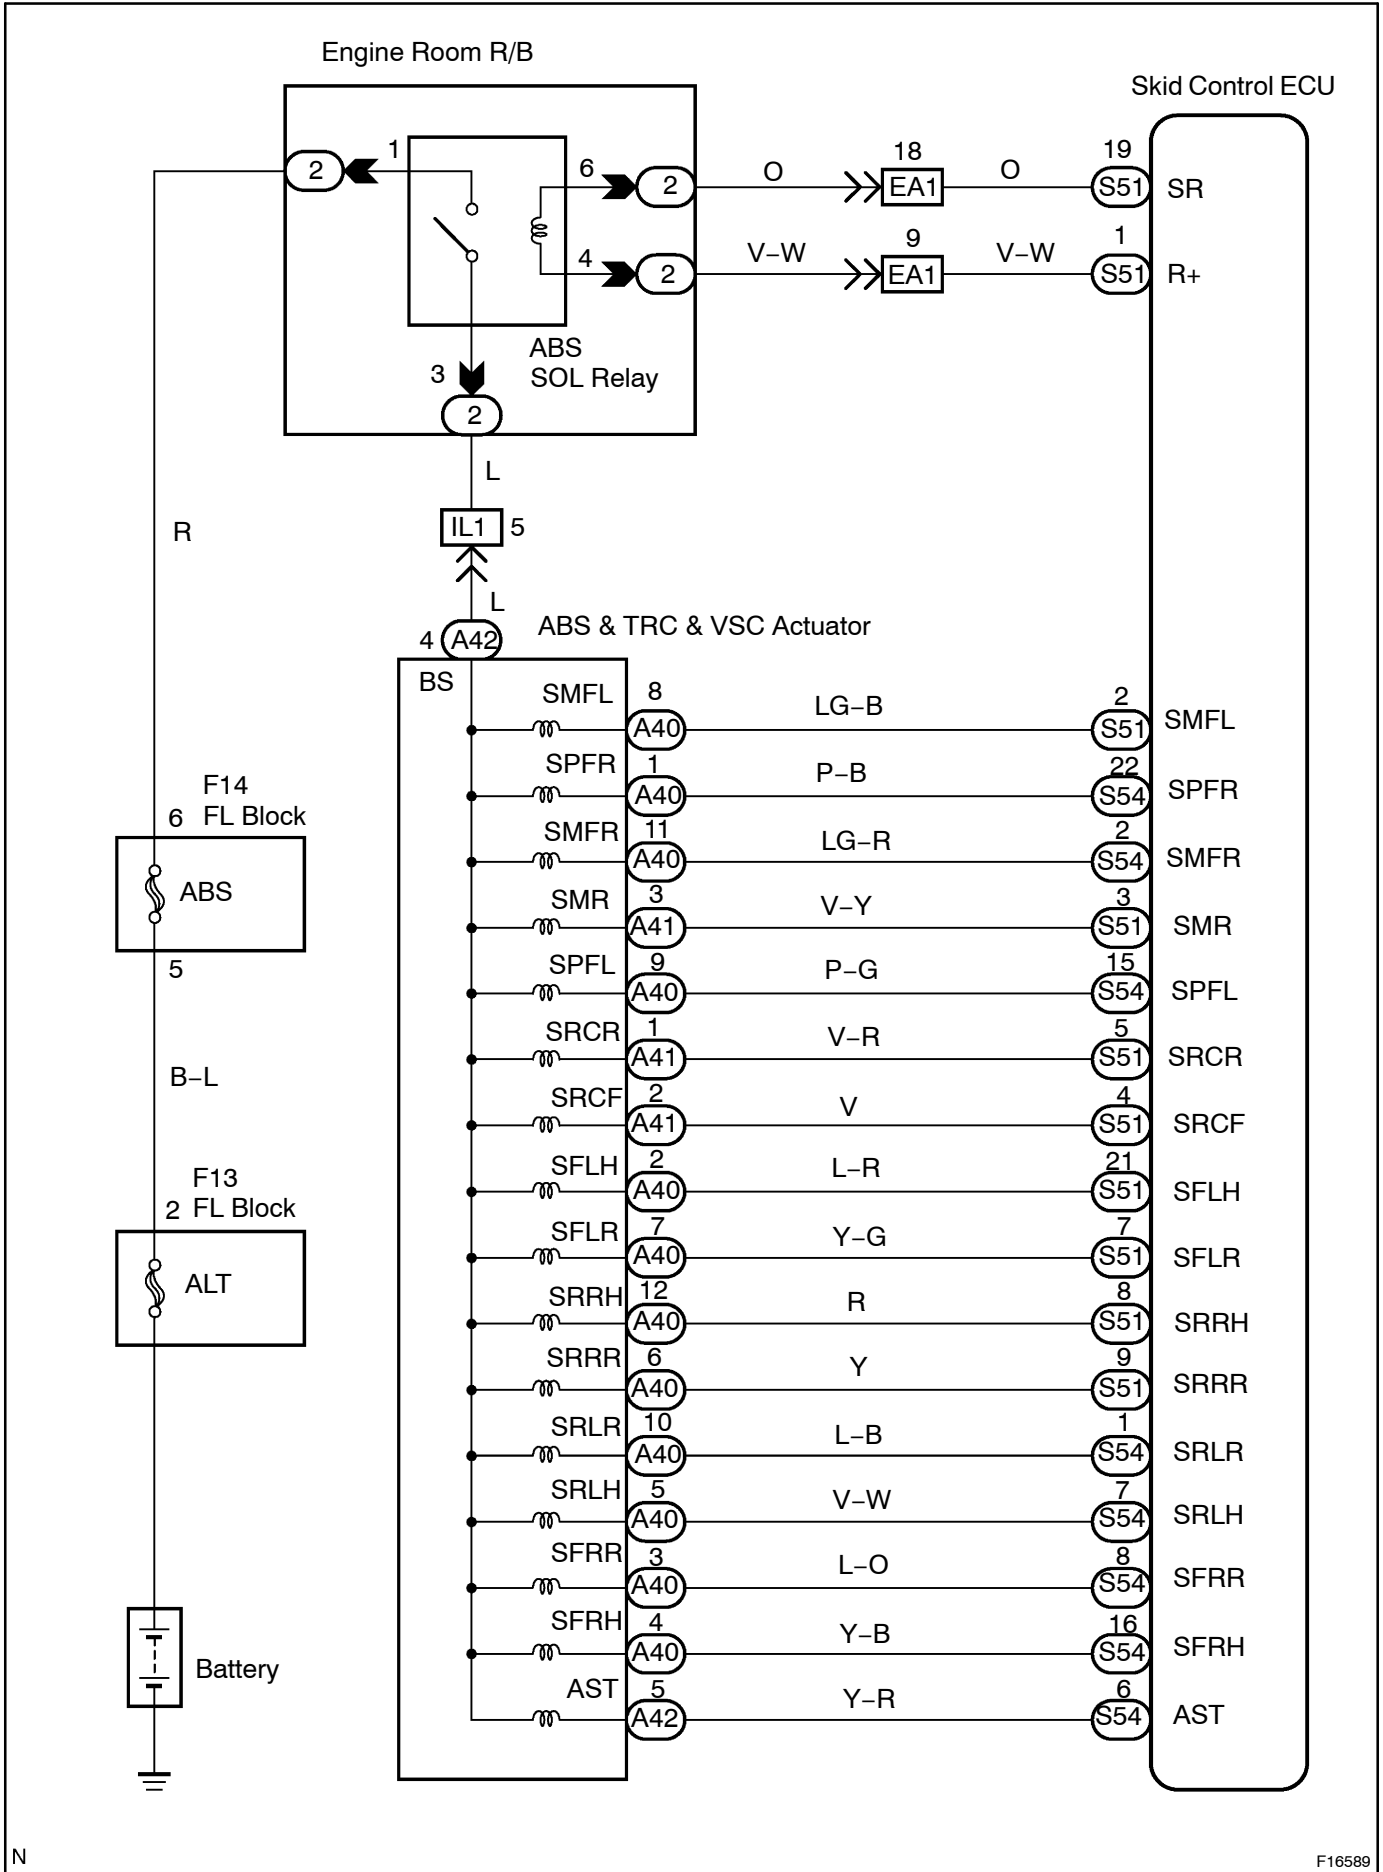 Engine Room R/B
Skid Control ECU
2 1 6 2 O 18 EA1 O 19 S51 SR
4 2 V–W 9 EA1 V–W 1 S51 R+
ABS
SOL Relay
3
2
L
R
IL1 5
L
4 A42
ABS & TRC & VSC Actuator
BS
SMFL 8 A40 LG–B 2 S51 SMFL
SPFR 1 A40 P–B 22 S54 SPFR
SMFR 11 A40 LG–R 2 S54 SMFR
SMR 3 A41 V–Y 3 S51 SMR
SPFL 9 A40 P–G 15 S54 SPFL
SRCR 1 A41 V–R 5 S51 SRCR
SRCF 2 A41 V 4 S51 SRCF
SFLH 2 A40 L–R 21 S51 SFLH
SFLR 7 A40 Y–G 7 S51 SFLR
SRRH 12 A40 R 8 S51 SRRH
SRRR 6 A40 Y 9 S51 SRRR
SRLR 10 A40 L–B 1 S54 SRLR
SRLH 5 A40 V–W 7 S54 SRLH
SFRR 3 A40 L–O 8 S54 SFRR
SFRH 4 A40 Y–B 16 S54 SFRH
AST 5 A42 Y–R 6 S54 AST
F14
6 FL Block
ABS
5
B–L
F13
2 FL Block
ALT
Battery
N
F16589